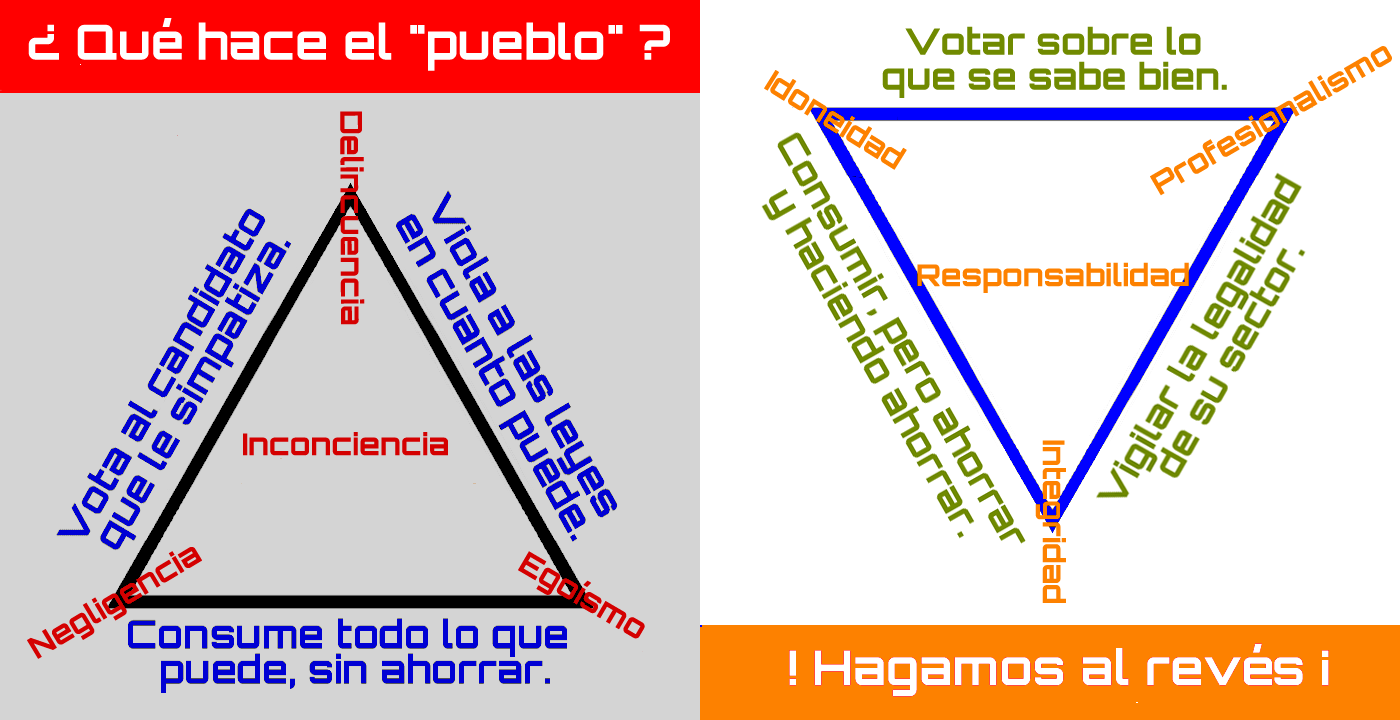 ¿ Qué hace el "pueblo" ?
Delincuencia
Vota al candidato
que le simpatiza.
Viola a las leyes
en cuanto puede.
Inconciencia
Negligencia
Egoísmo
Consume todo lo que
puede, sin ahorrar.
Votar sobre lo
que se sabe bien.
Idoneidad
Profesionalismo
Consumir, pero ahorrar
y haciendo ahorrar.
Responsabilidad
Vigilar la legalidad
de su sector.
Integridad
! Hagamos al revés ¡